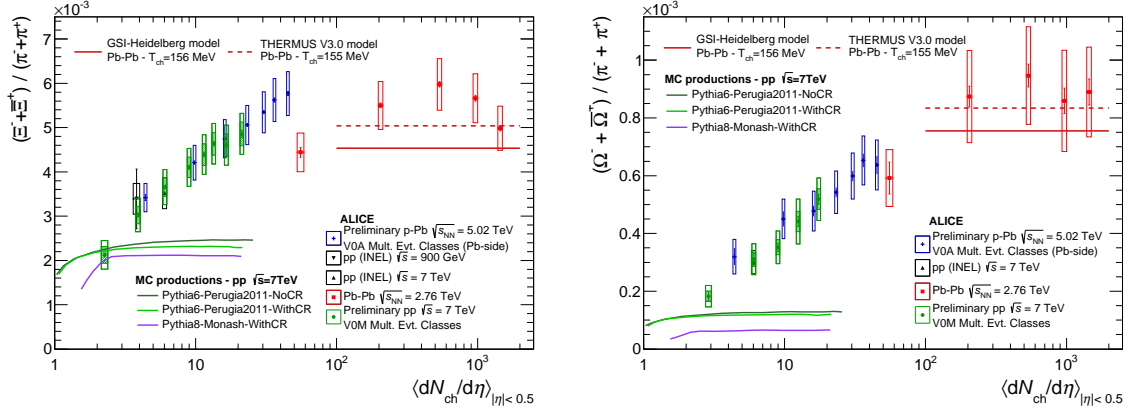 ×10⁻³
GSI-Heidelberg model
Pb-Pb - T_ch=156 MeV
THERMUS V3.0 model
Pb-Pb - T_ch=155 MeV
(Ξ⁻+Ξ̅⁺) / (π⁻+π⁺)
7
6
5
4
3
2
1
0
ALICE
Preliminary p-Pb √s_NN = 5.02 TeV
V0A Mult. Evt. Classes (Pb-side)
pp (INEL) √s = 900 GeV
pp (INEL) √s = 7 TeV
Pb-Pb √s_NN = 2.76 TeV
Preliminary pp √s = 7 TeV
V0M Mult. Evt. Classes
MC productions - pp √s=7TeV
Pythia6-Perugia2011-NoCR
Pythia6-Perugia2011-WithCR
Pythia8-Monash-WithCR
1 10 10² 10³
⟨dN_ch/dη⟩_|η|< 0.5
×10⁻³
GSI-Heidelberg model
Pb-Pb - T_ch=156 MeV
THERMUS V3.0 model
Pb-Pb - T_ch=155 MeV
(Ω⁻ + Ω̅⁺) / (π⁻ + π⁺)
1
0.8
0.6
0.4
0.2
0
MC productions - pp √s=7TeV
Pythia6-Perugia2011-NoCR
Pythia6-Perugia2011-WithCR
Pythia8-Monash-WithCR
ALICE
Preliminary p-Pb √s_NN = 5.02 TeV
V0A Mult. Evt. Classes (Pb-side)
pp (INEL) √s = 7 TeV
Pb-Pb √s_NN = 2.76 TeV
Preliminary pp √s = 7 TeV
V0M Mult. Evt. Classes
1 10 10² 10³
⟨dN_ch/dη⟩_|η|< 0.5